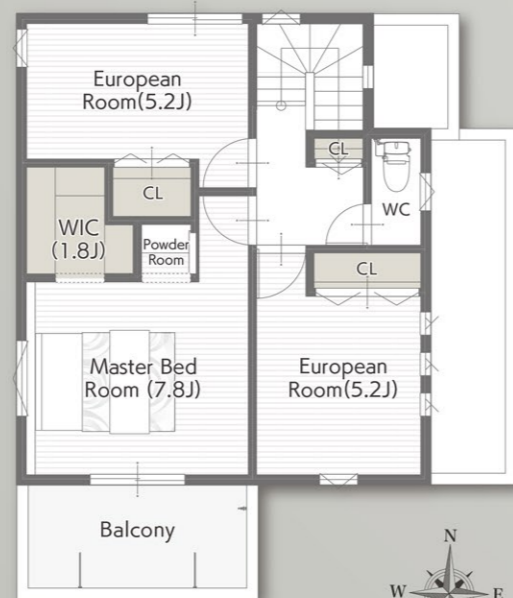 European
Room(5.2J)
CL
CL
WC
WIC
(1.8J)
Powder
Room
CL
Master Bed
Room (7.8J)
European
Room(5.2J)
Balcony
N
W
E